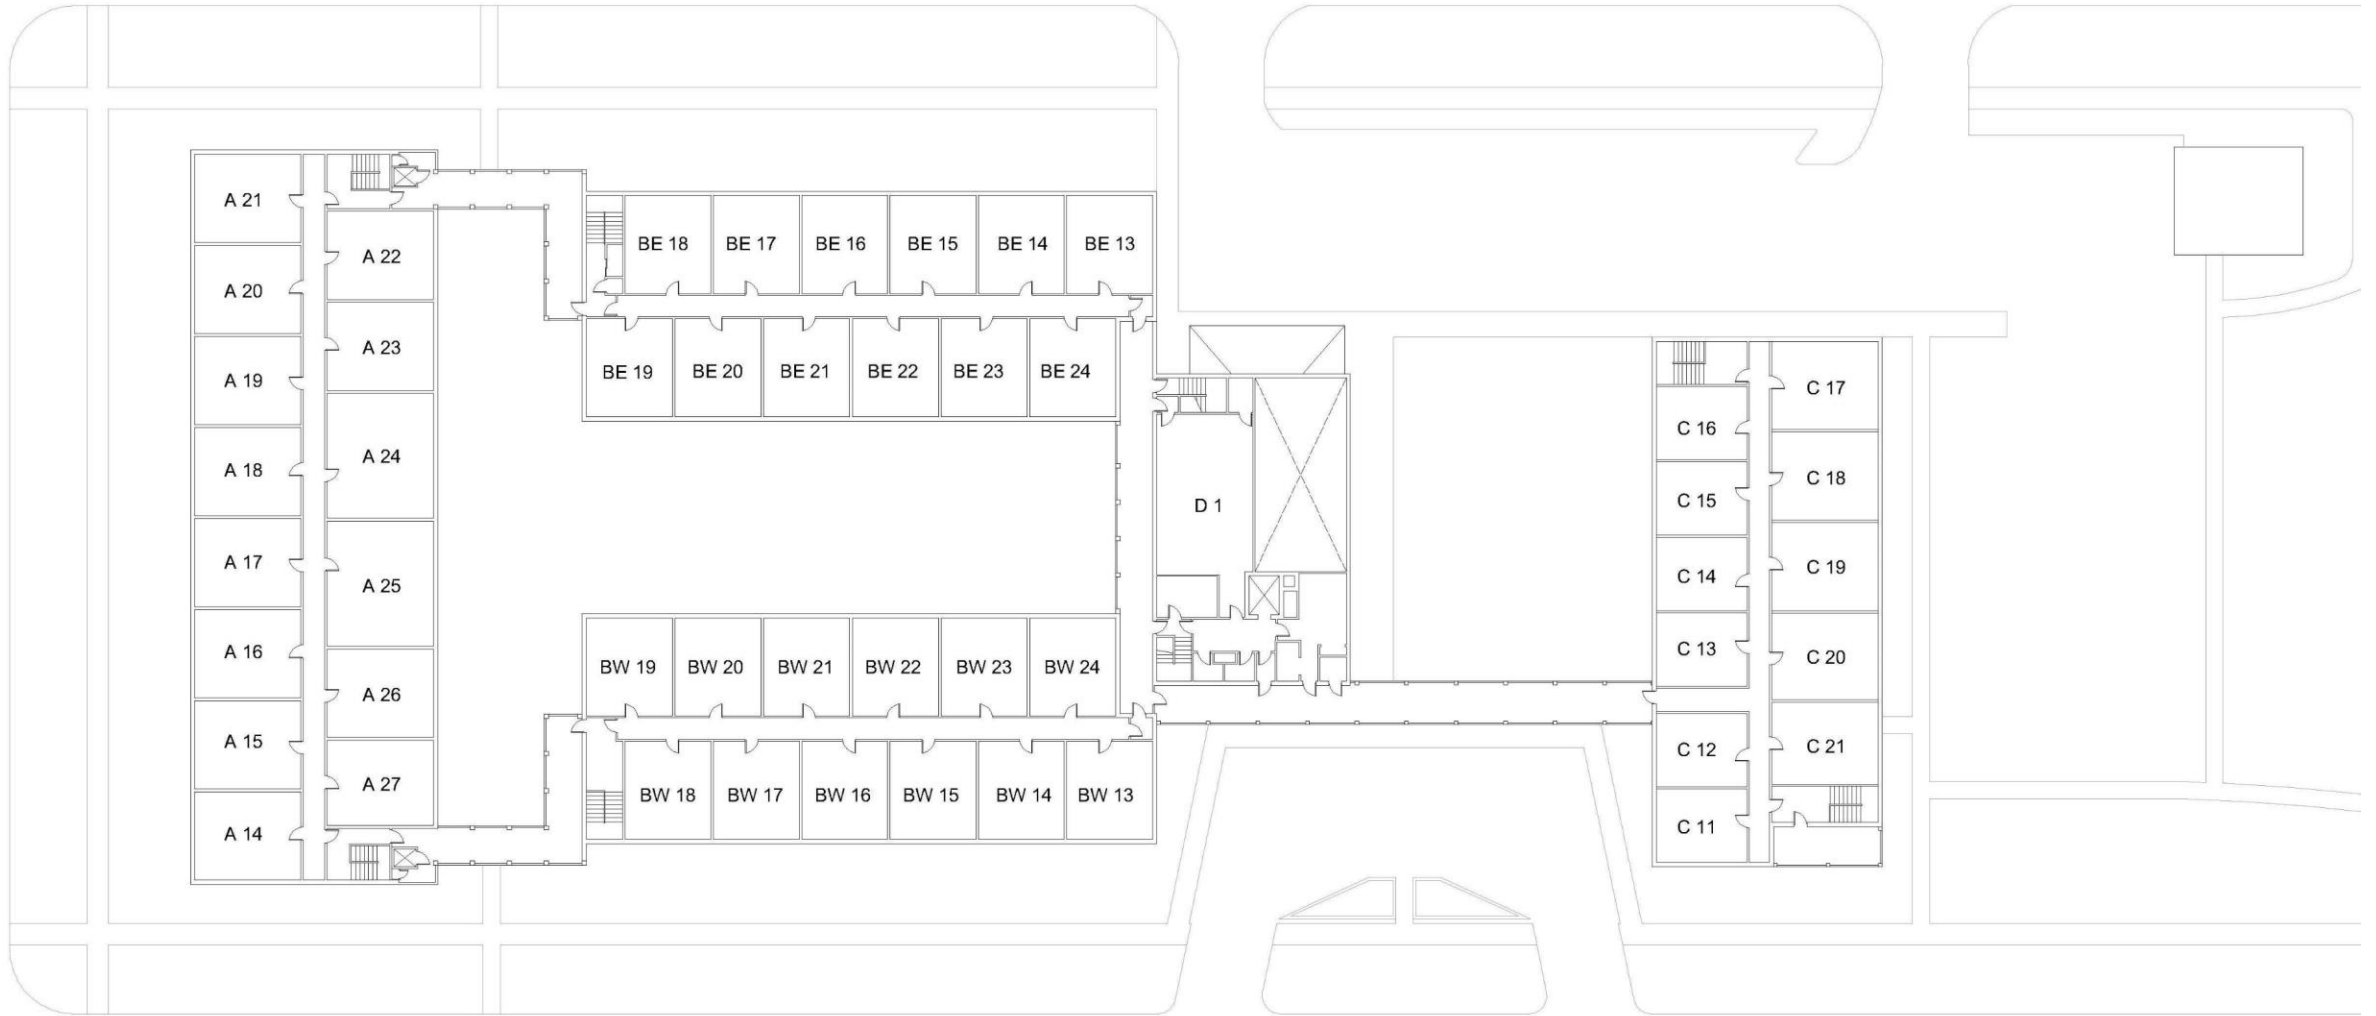 A 21
A 20
A 19
A 18
A 17
A 16
A 15
A 14
A 22
A 23
A 24
A 25
A 26
A 27
BE 18 BE 17 BE 16 BE 15 BE 14 BE 13
BE 19 BE 20 BE 21 BE 22 BE 23 BE 24
BW 19 BW 20 BW 21 BW 22 BW 23 BW 24
BW 18 BW 17 BW 16 BW 15 BW 14 BW 13
D 1
C 16
C 15
C 14
C 13
C 12
C 11
C 17
C 18
C 19
C 20
C 21